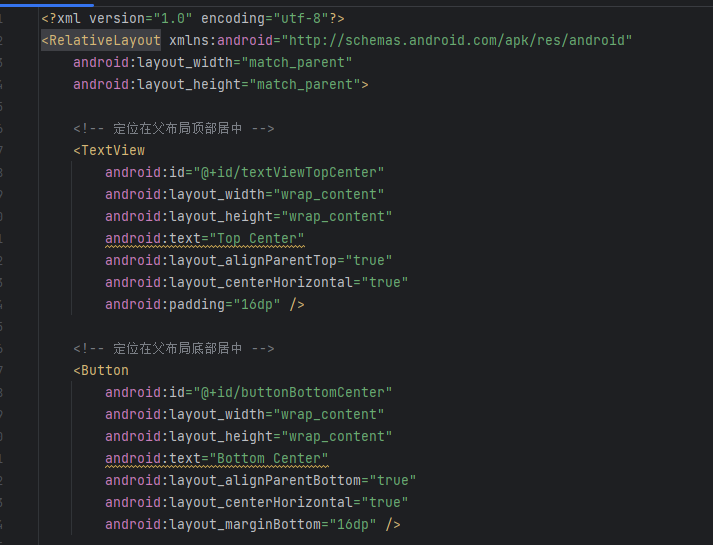 <?xml version="1.0" encoding="utf-8"?>
<RelativeLayout xmlns:android="http://schemas.android.com/apk/res/android"
android:layout_width="match_parent"
android:layout_height="match_parent">
<!-- 定位在父布局顶部居中 -->
<TextView
android:id="@+id/textViewTopCenter"
android:layout_width="wrap_content"
android:layout_height="wrap_content"
android:text="Top Center"
android:layout_alignParentTop="true"
android:layout_centerHorizontal="true"
android:padding="16dp" />
<!-- 定位在父布局底部居中 -->
<Button
android:id="@+id/buttonBottomCenter"
android:layout_width="wrap_content"
android:layout_height="wrap_content"
android:text="Bottom Center"
android:layout_alignParentBottom="true"
android:layout_centerHorizontal="true"
android:layout_marginBottom="16dp" />